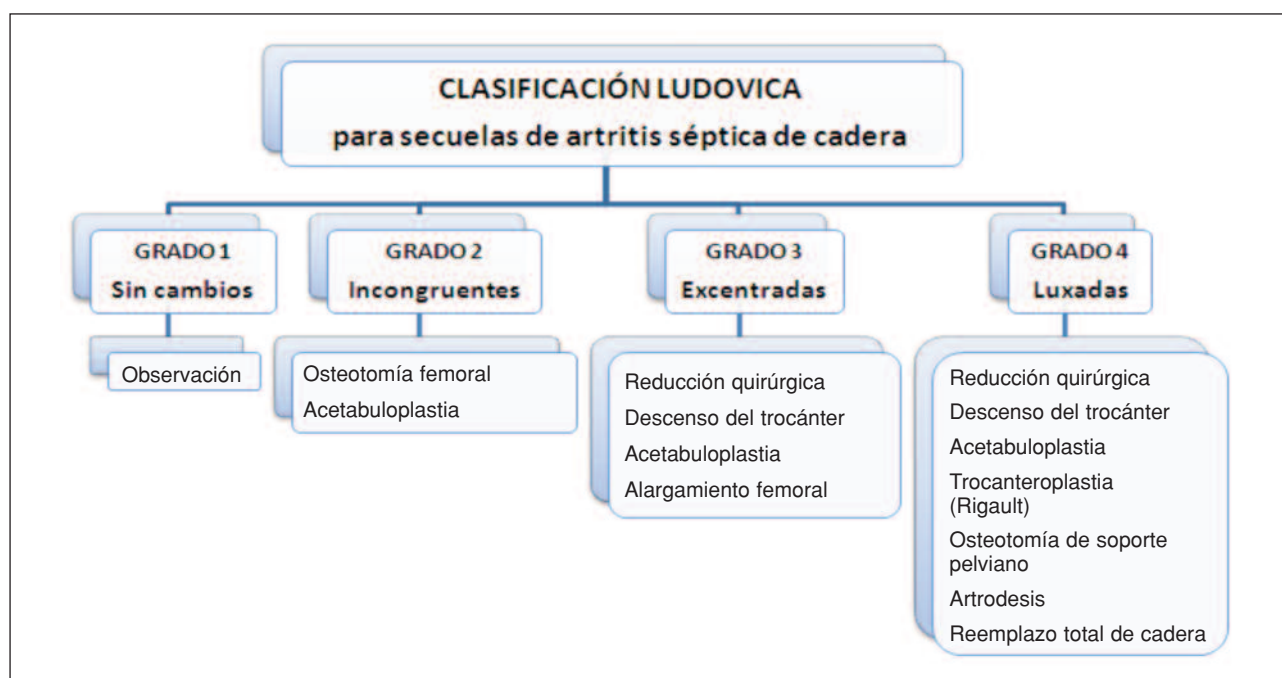 CLASIFICACIÓN LUDOVICA
para secuelas de artritis séptica de cadera
GRADO 1
Sin cambios
Observación
GRADO 2
Incongruentes
Osteotomía femoral
Acetabuloplastia
GRADO 3
Excentradas
Reducción quirúrgica
Descenso del trocánter
Acetabuloplastia
Alargamiento femoral
GRADO 4
Luxadas
Reducción quirúrgica
Descenso del trocánter
Acetabuloplastia
Trocanteroplastia
(Rigault)
Osteotomía de soporte
pelviano
Artrodesis
Reemplazo total de cadera